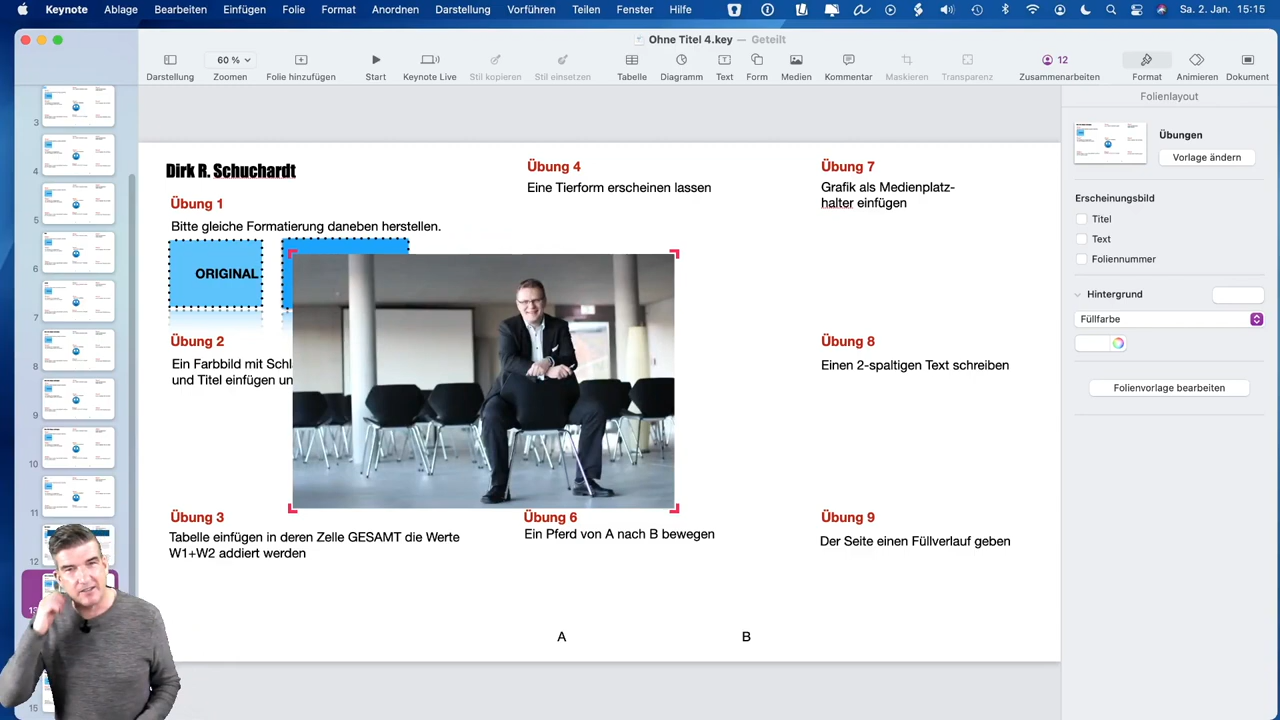 Keynote Ablage Bearbeiten Einfügen Folie Format Anordnen Darstellung Vorführen Teilen Fenster Hilfe Sa. 2. Jan. 15:15
Ohne Titel 4.key — Geteilt
60 %
12
Darstellung Zoomen Folie hinzufügen Start Keynote Live Stil kopieren Stil einsetzen Tabelle Diagramm Text Form Medien Kommentar Maskieren Transparenz Zusammenarbeiten Format Animieren Dokument
3
4
5
6
7
8
9
10
11
12
13
15
Dirk R. Schuchardt
Übung 1
Bitte gleiche Formatierung daneben herstellen.
ORIGINAL
Übung 2
Ein Farbbild mit Schl
und Titel einfügen un
Übung 3
Tabelle einfügen in deren Zelle GESAMT die Werte
W1+W2 addiert werden
Übung 4
Eine Tierform erscheinen lassen
Übung 6
Ein Pferd von A nach B bewegen
A B
Übung 7
Grafik als Medienplatz-
halter einfügen
Übung 8
Einen 2-spaltigen Text schreiben
Übung 9
Der Seite einen Füllverlauf geben
Folienlayout
Übungen
Vorlage ändern
Erscheinungsbild
Titel
Text
Foliennummer
Hintergrund
Füllfarbe
Folienvorlage bearbeiten